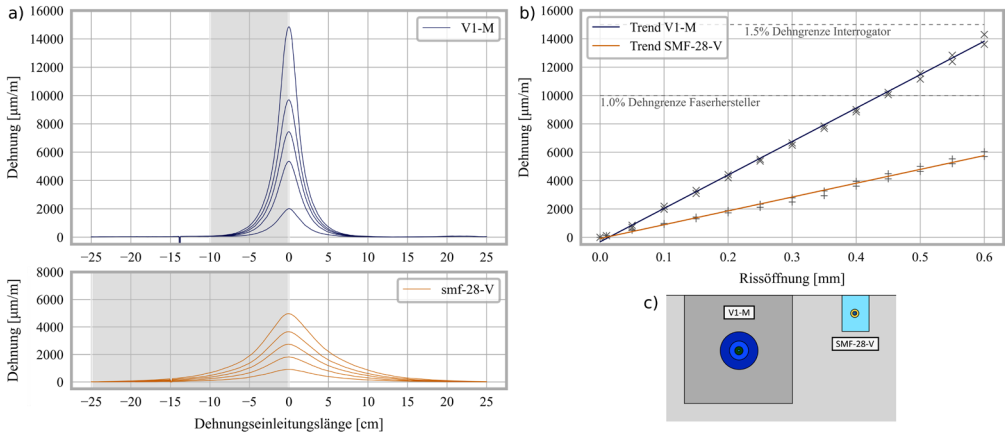 a)
16000
14000
12000
10000
8000
6000
4000
2000
0
Dehnung [μm/m]
V1-M
−25 −20 −15 −10 −5 0 5 10 15 20 25
8000
6000
4000
2000
0
Dehnung [μm/m]
smf-28-V
−25 −20 −15 −10 −5 0 5 10 15 20 25
Dehnungseinleitungslänge [cm]
b)
16000
14000
12000
10000
8000
6000
4000
2000
0
Dehnung [μm/m]
Trend V1-M
Trend SMF-28-V
1.5% Dehngrenze Interrogator
1.0% Dehngrenze Faserhersteller
0.0 0.1 0.2 0.3 0.4 0.5 0.6
Rissöffnung [mm]
c)
V1-M
SMF-28-V